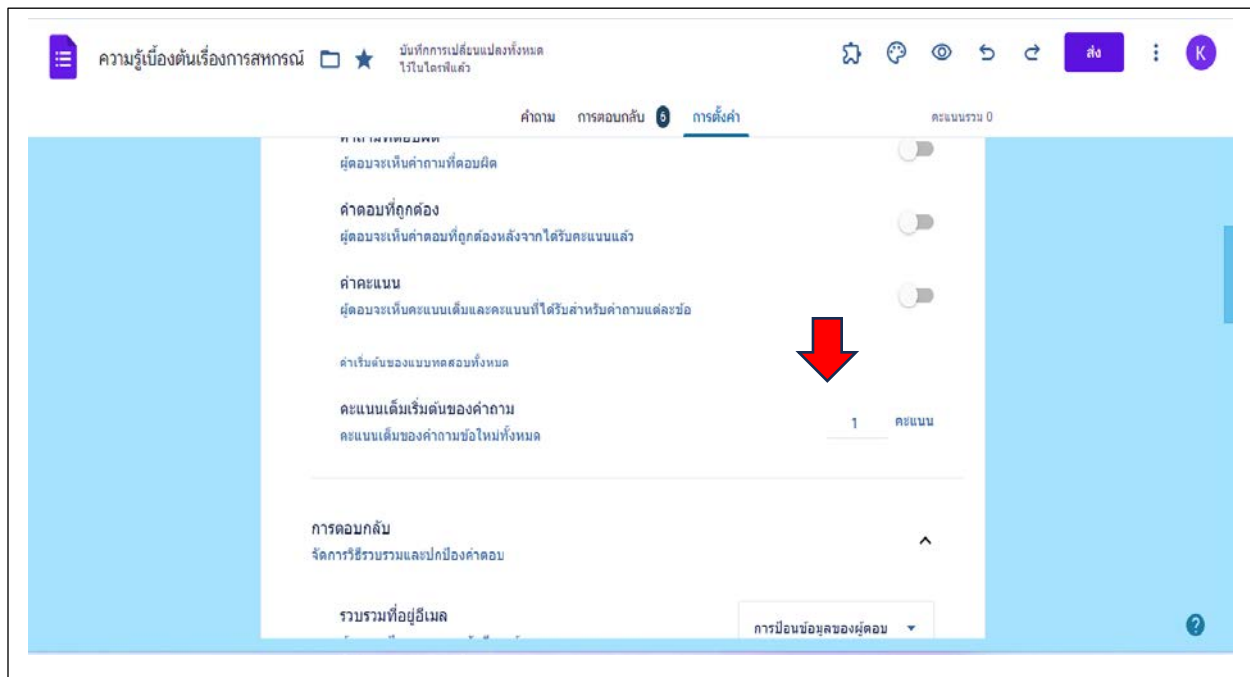 ความรู้เบื้องต้นเรื่องการสหกรณ์
บันทึกการเปลี่ยนแปลงทั้งหมด
ไว้ในไดรฟ์แล้ว
ส่ง
K
คำถาม การตอบกลับ 6 การตั้งค่า
คะแนนรวม 0
คำถามที่ตอบผิด
ผู้ตอบจะเห็นคำถามที่ตอบผิด
คำตอบที่ถูกต้อง
ผู้ตอบจะเห็นคำตอบที่ถูกต้องหลังจากได้รับคะแนนแล้ว
ค่าคะแนน
ผู้ตอบจะเห็นคะแนนเต็มและคะแนนที่ได้รับสำหรับคำถามแต่ละข้อ
ค่าเริ่มต้นของแบบทดสอบทั้งหมด
คะแนนเต็มเริ่มต้นของคำถาม
1 คะแนน
คะแนนเต็มของคำถามข้อใหม่ทั้งหมด
การตอบกลับ
จัดการวิธีรวบรวมและปกป้องคำตอบ
รวบรวมที่อยู่อีเมล
การป้อนข้อมูลของผู้ตอบ